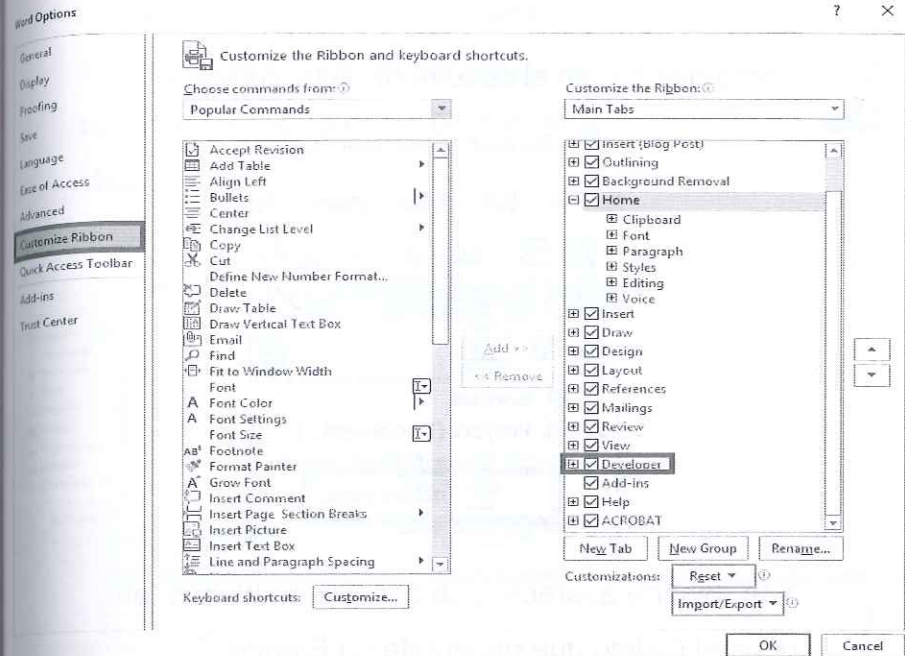 Word Options
? ×
General
Display
Proofing
Save
Language
Ease of Access
Advanced
Customize Ribbon
Quick Access Toolbar
Add-ins
Trust Center
Customize the Ribbon and keyboard shortcuts.
Choose commands from:
Popular Commands
Accept Revision
Add Table
Align Left
Bullets
Center
Change List Level
Copy
Cut
Define New Number Format...
Delete
Draw Table
Draw Vertical Text Box
Email
Find
Fit to Window Width
Font
Font Color
Font Settings
Font Size
Footnote
Format Painter
Grow Font
Insert Comment
Insert Page Section Breaks
Insert Picture
Insert Text Box
Line and Paragraph Spacing
Keyboard shortcuts: Customize...
Add >>
<< Remove
Customize the Ribbon:
Main Tabs
Insert (Blog Post)
Outlining
Background Removal
Home
Clipboard
Font
Paragraph
Styles
Editing
Voice
Insert
Draw
Design
Layout
References
Mailings
Review
View
Developer
Add-ins
Help
ACROBAT
New Tab New Group Rename...
Customizations: Reset
Import/Export
OK Cancel